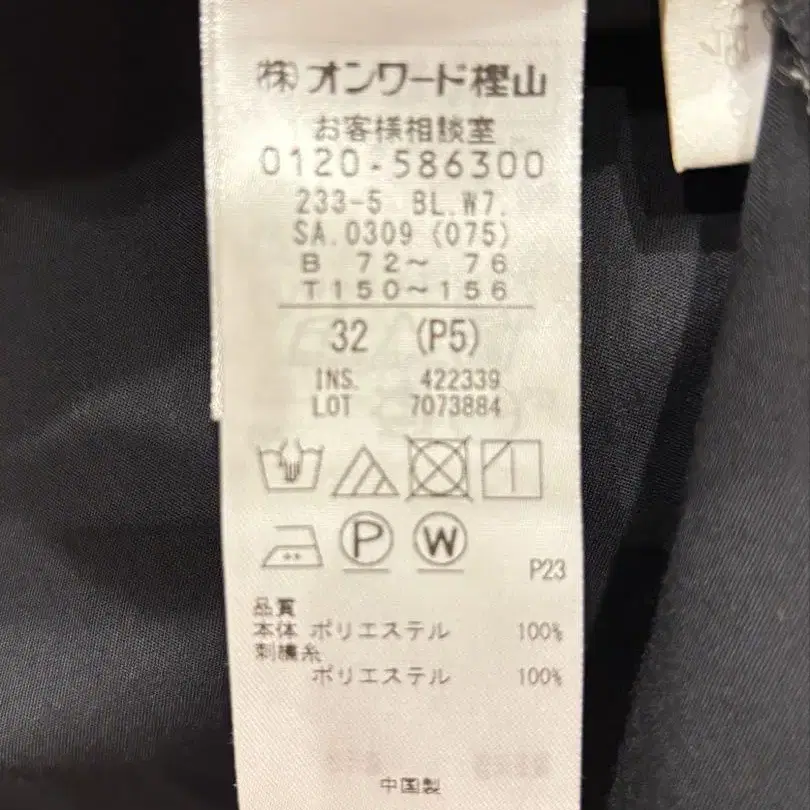 ㈱オンワード樫山
お客様相談室
0120-586300
233-5 BL.W7.
SA.0309 (075)
B 72～ 76
T150～156
32 (P5)
INS. 422339
LOT 7073884
P W
P23
品質
本体 ポリエステル 100%
刺繍糸
ポリエステル 100%
中国製